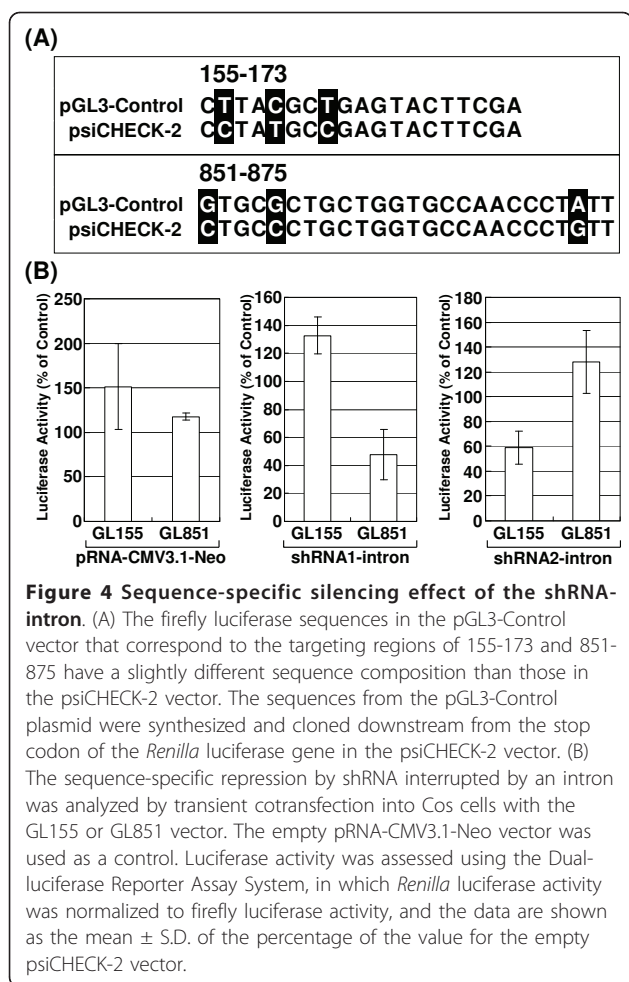 (A)
155-173
pGL3-Control CTTACGCTGAGTACTTCGA
psiCHECK-2 CCTATGCCGAGTACTTCGA
851-875
pGL3-Control GTGCGCTGCTGGTGCCAACCCTATT
psiCHECK-2 CTGCCCTGCTGGTGCCAACCCTGTT
(B)
Luciferase Activity (% of Control)
250
200
150
100
50
0
GL155 GL851
pRNA-CMV3.1-Neo
Luciferase Activity (% of Control)
160
140
120
100
80
60
40
20
0
GL155 GL851
shRNA1-intron
Luciferase Activity (% of Control)
180
160
140
120
100
80
60
40
20
0
GL155 GL851
shRNA2-intron
Figure 4 Sequence-specific silencing effect of the shRNA-
intron. (A) The firefly luciferase sequences in the pGL3-Control
vector that correspond to the targeting regions of 155-173 and 851-
875 have a slightly different sequence composition than those in
the psiCHECK-2 vector. The sequences from the pGL3-Control
plasmid were synthesized and cloned downstream from the stop
codon of the Renilla luciferase gene in the psiCHECK-2 vector. (B)
The sequence-specific repression by shRNA interrupted by an intron
was analyzed by transient cotransfection into Cos cells with the
GL155 or GL851 vector. The empty pRNA-CMV3.1-Neo vector was
used as a control. Luciferase activity was assessed using the Dual-
luciferase Reporter Assay System, in which Renilla luciferase activity
was normalized to firefly luciferase activity, and the data are shown
as the mean ± S.D. of the percentage of the value for the empty
psiCHECK-2 vector.